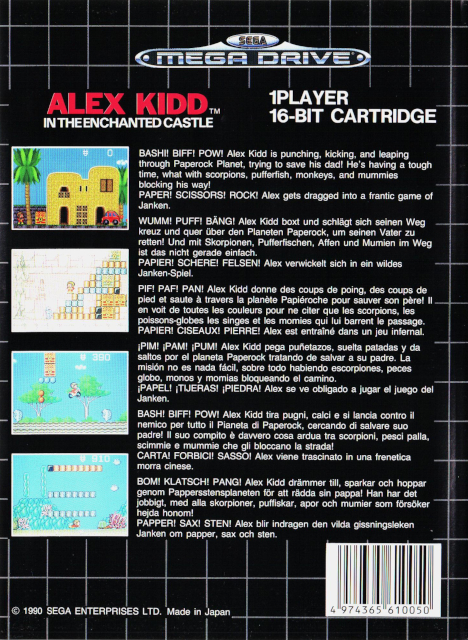 SEGA
MEGA DRIVE
ALEX KIDD™
IN THE ENCHANTED CASTLE
1 PLAYER
16-BIT CARTRIDGE
0
BASH! BIFF! POW! Alex Kidd is punching, kicking, and leaping
through Paperock Planet, trying to save his dad! He's having a tough
time, what with scorpions, pufferfish, monkeys, and mummies
blocking his way!
PAPER! SCISSORS! ROCK! Alex gets dragged into a frantic game of
Janken.
WUMM! PUFF! BÄNG! Alex Kidd boxt und schlägt sich seinen Weg
kreuz und quer über den Planeten Paperock, um seinen Vater zu
retten! Und mit Skorpionen, Pufferfischen, Affen und Mumien im Weg
ist das nicht gerade einfach.
PAPIER! SCHERE! FELSEN! Alex verwickelt sich in ein wildes
Janken-Spiel.
PIF! PAF! PAN! Alex Kidd donne des coups de poing, des coups de
pied et saute à travers la planète Papiéroche pour sauver son père! Il
en voit de toutes les couleurs pour ne citer que les scorpions, les
poissons-globes les singes et les momies qui lui barrent le passage.
PAPIER! CISEAUX! PIERRE! Alex est entraîné dans un jeu infernal.
390
¡PIM! ¡PAM! ¡PUM! Alex Kidd pega puñetazos, suelta patadas y da
saltos por el planeta Paperock tratando de salvar a su padre. La
misión no es nada fácil, sobre todo habiendo escorpiones, peces
globo, monos y momias bloqueando el camino.
¡PAPEL! ¡TIJERAS! ¡PIEDRA! Alex se ve obligado a jugar el juego del
Janken.
BASH! BIFF! POW! Alex Kidd tira pugni, calci e si lancia contro il
nemico per tutto il Pianeta di Paperock, cercando di salvare suo
padre! Il suo compito è davvero cosa ardua tra scorpioni, pesci palla,
scimmie e mummie che gli bloccano la strada!
CARTA! FORBICI! SASSO! Alex viene trascinato in una frenetica
morra cinese.
810
BOM! KLATSCH! PANG! Alex Kidd drämmer till, sparkar och hoppar
genom Pappersstensplaneten för att rädda sin pappa! Han har det
jobbigt, med alla skorpioner, puffiskar, apor och mumier som försöker
hejda honom!
PAPPER! SAX! STEN! Alex blir indragen den vilda gissningsleken
Janken om papper, sax och sten.
4 974365 610050
© 1990 SEGA ENTERPRISES LTD. Made in Japan